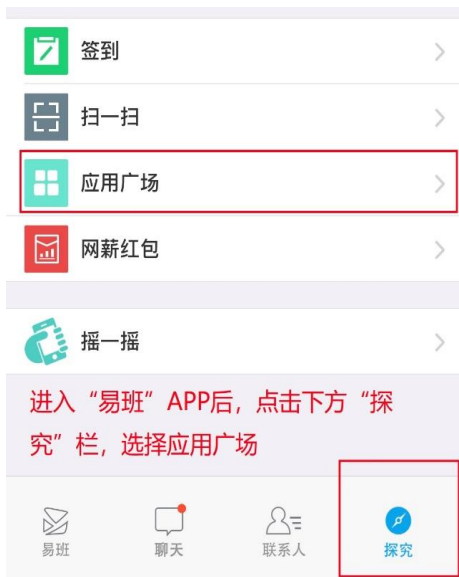 签到
扫一扫
应用广场
网薪红包
摇一摇
进入“易班”APP后，点击下方“探
究”栏，选择应用广场
易班 聊天 联系人 探究